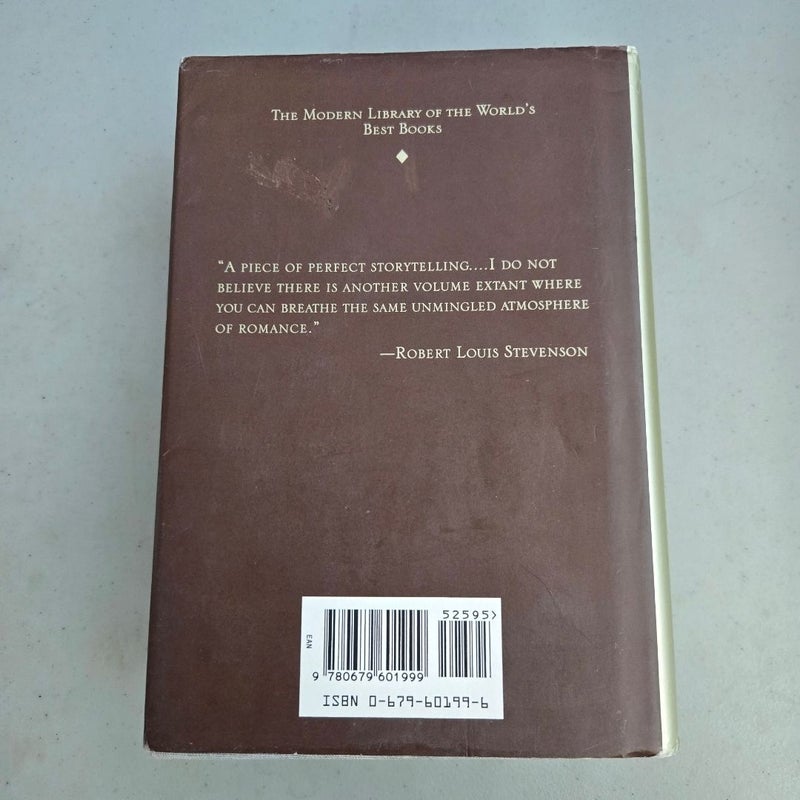 The Modern Library of the World's
Best Books
"A piece of perfect storytelling....I do not
believe there is another volume extant where
you can breathe the same unmingled atmosphere
of romance."
—Robert Louis Stevenson
52595>
EAN
9 780679 601999
ISBN 0-679-60199-6